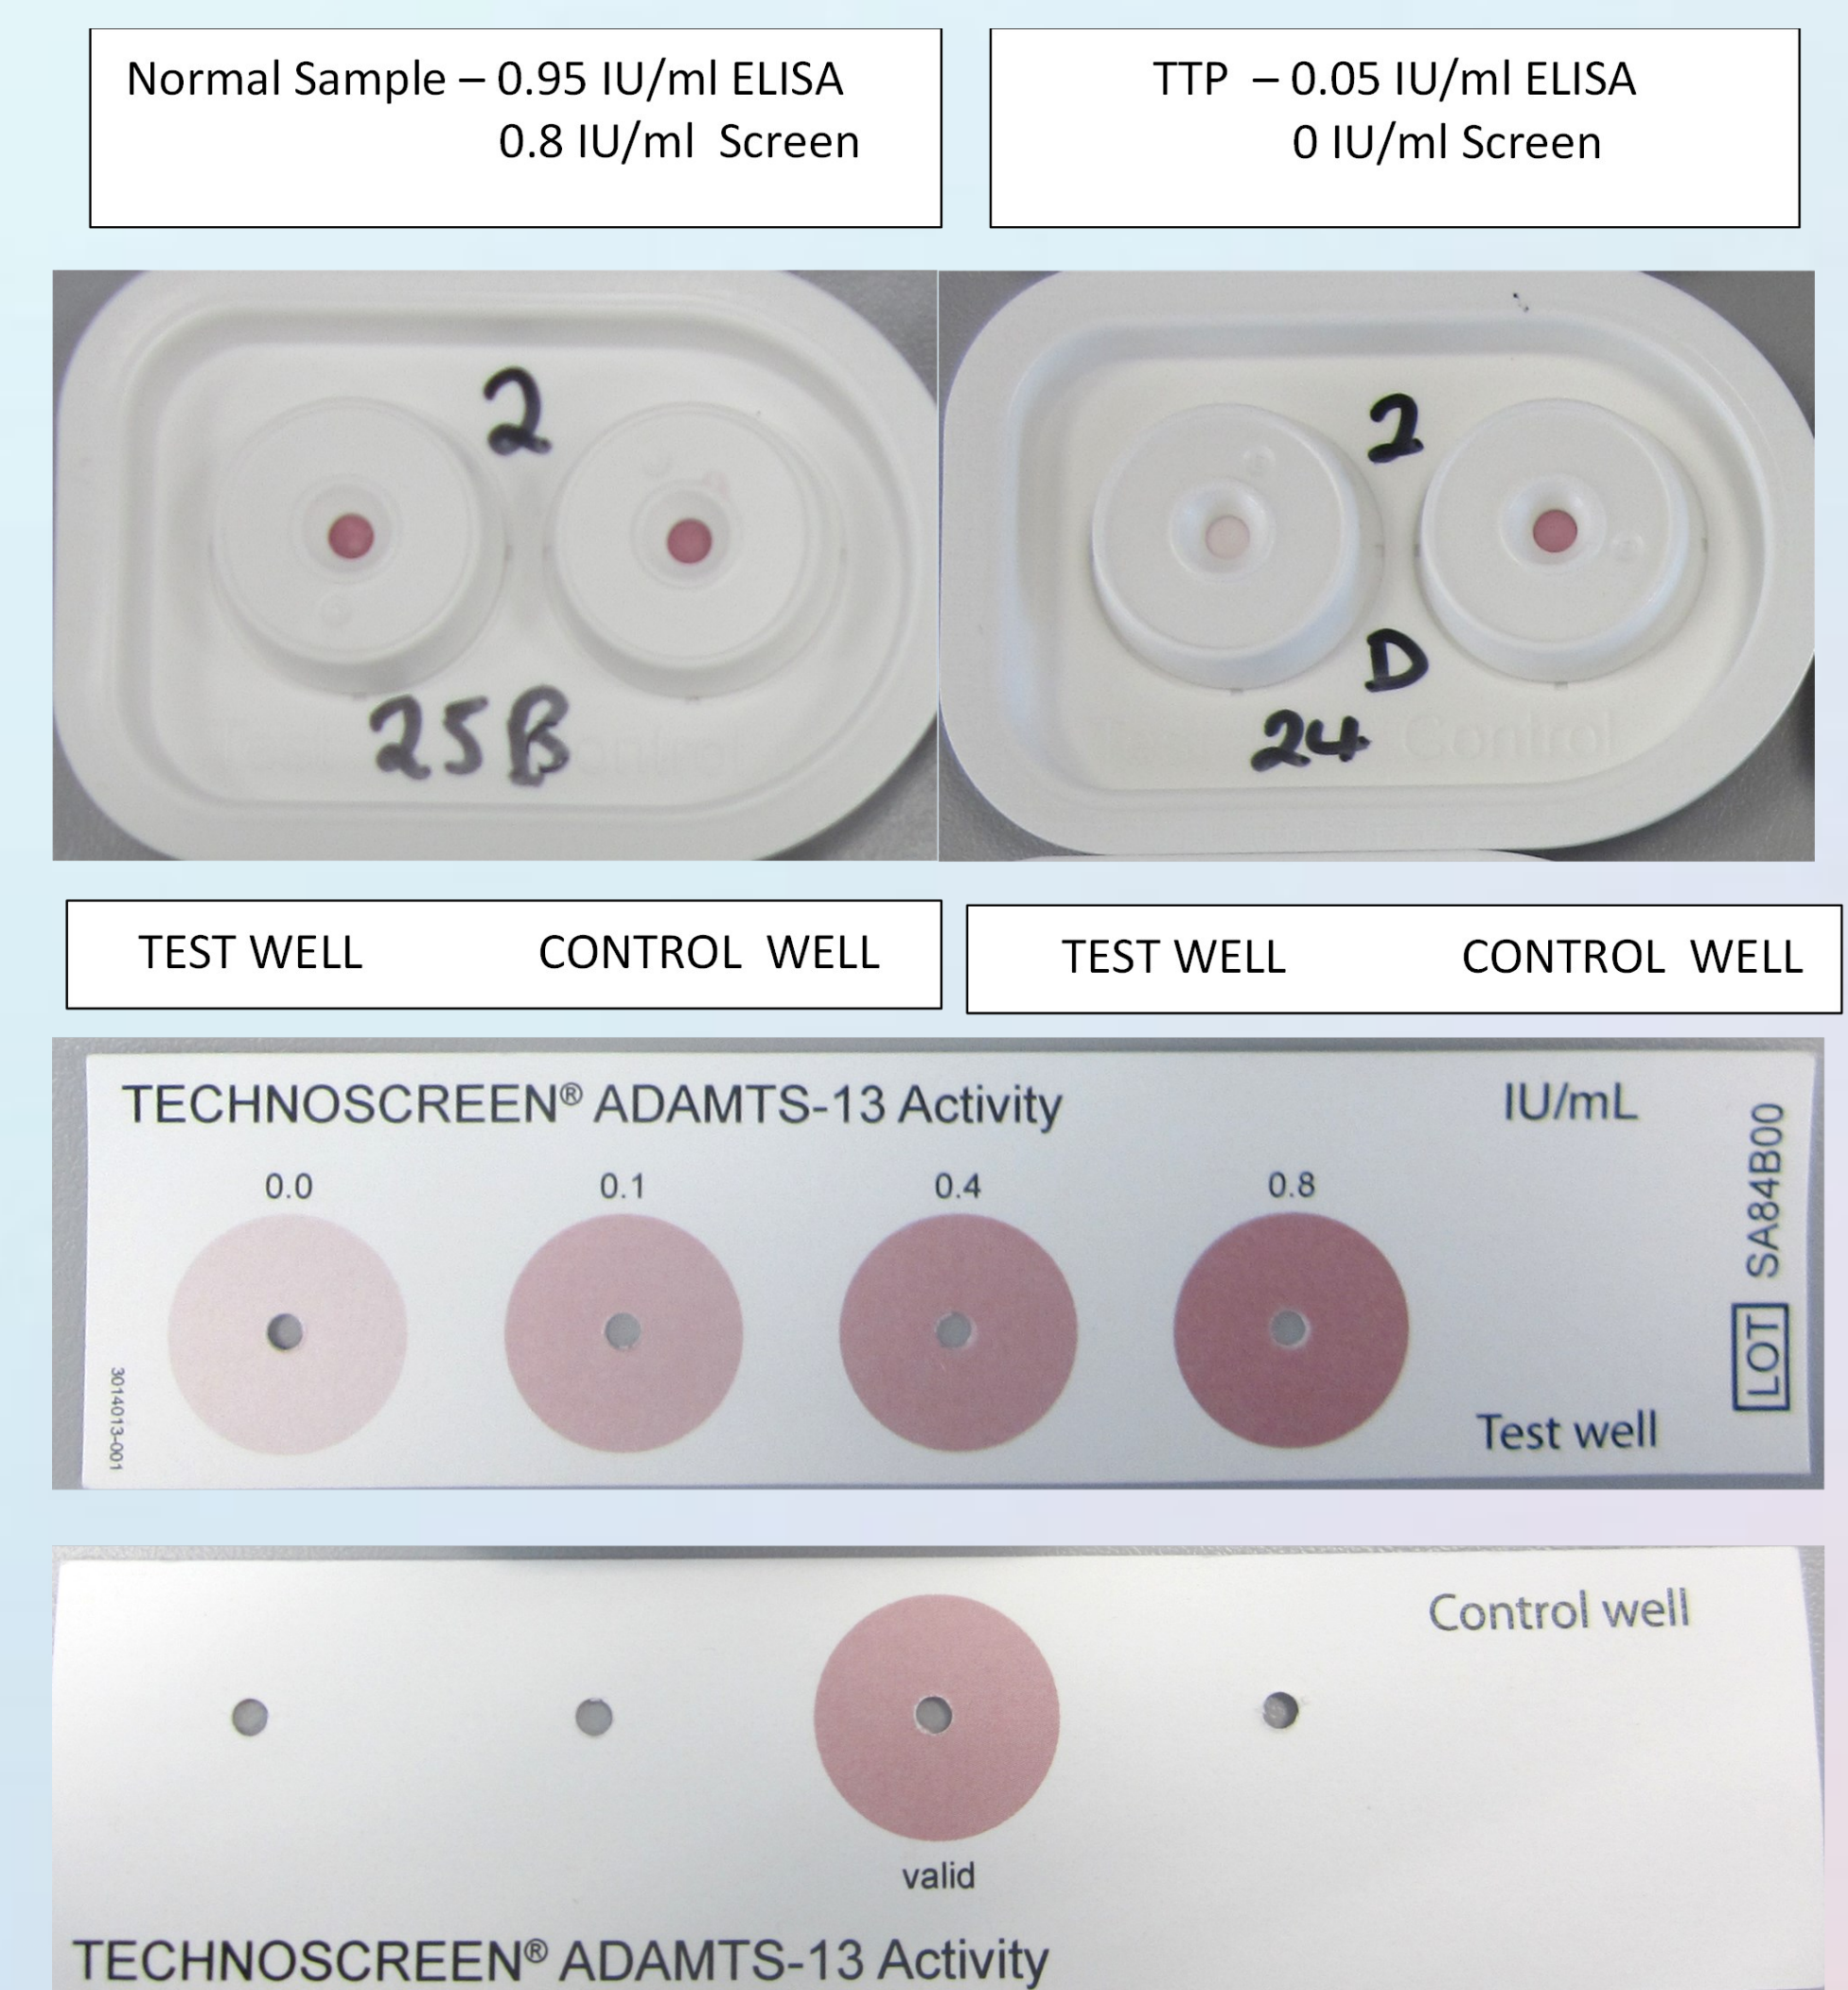 Normal Sample – 0.95 IU/ml ELISA
0.8 IU/ml Screen
TTP – 0.05 IU/ml ELISA
0 IU/ml Screen
2
25B
2
D
24
Test Control
TEST WELL CONTROL WELL
TEST WELL CONTROL WELL
TECHNOSCREEN® ADAMTS-13 Activity IU/mL
0.0 0.1 0.4 0.8
LOT SA84B00
3014013-001
Test well
Control well
valid
TECHNOSCREEN® ADAMTS-13 Activity